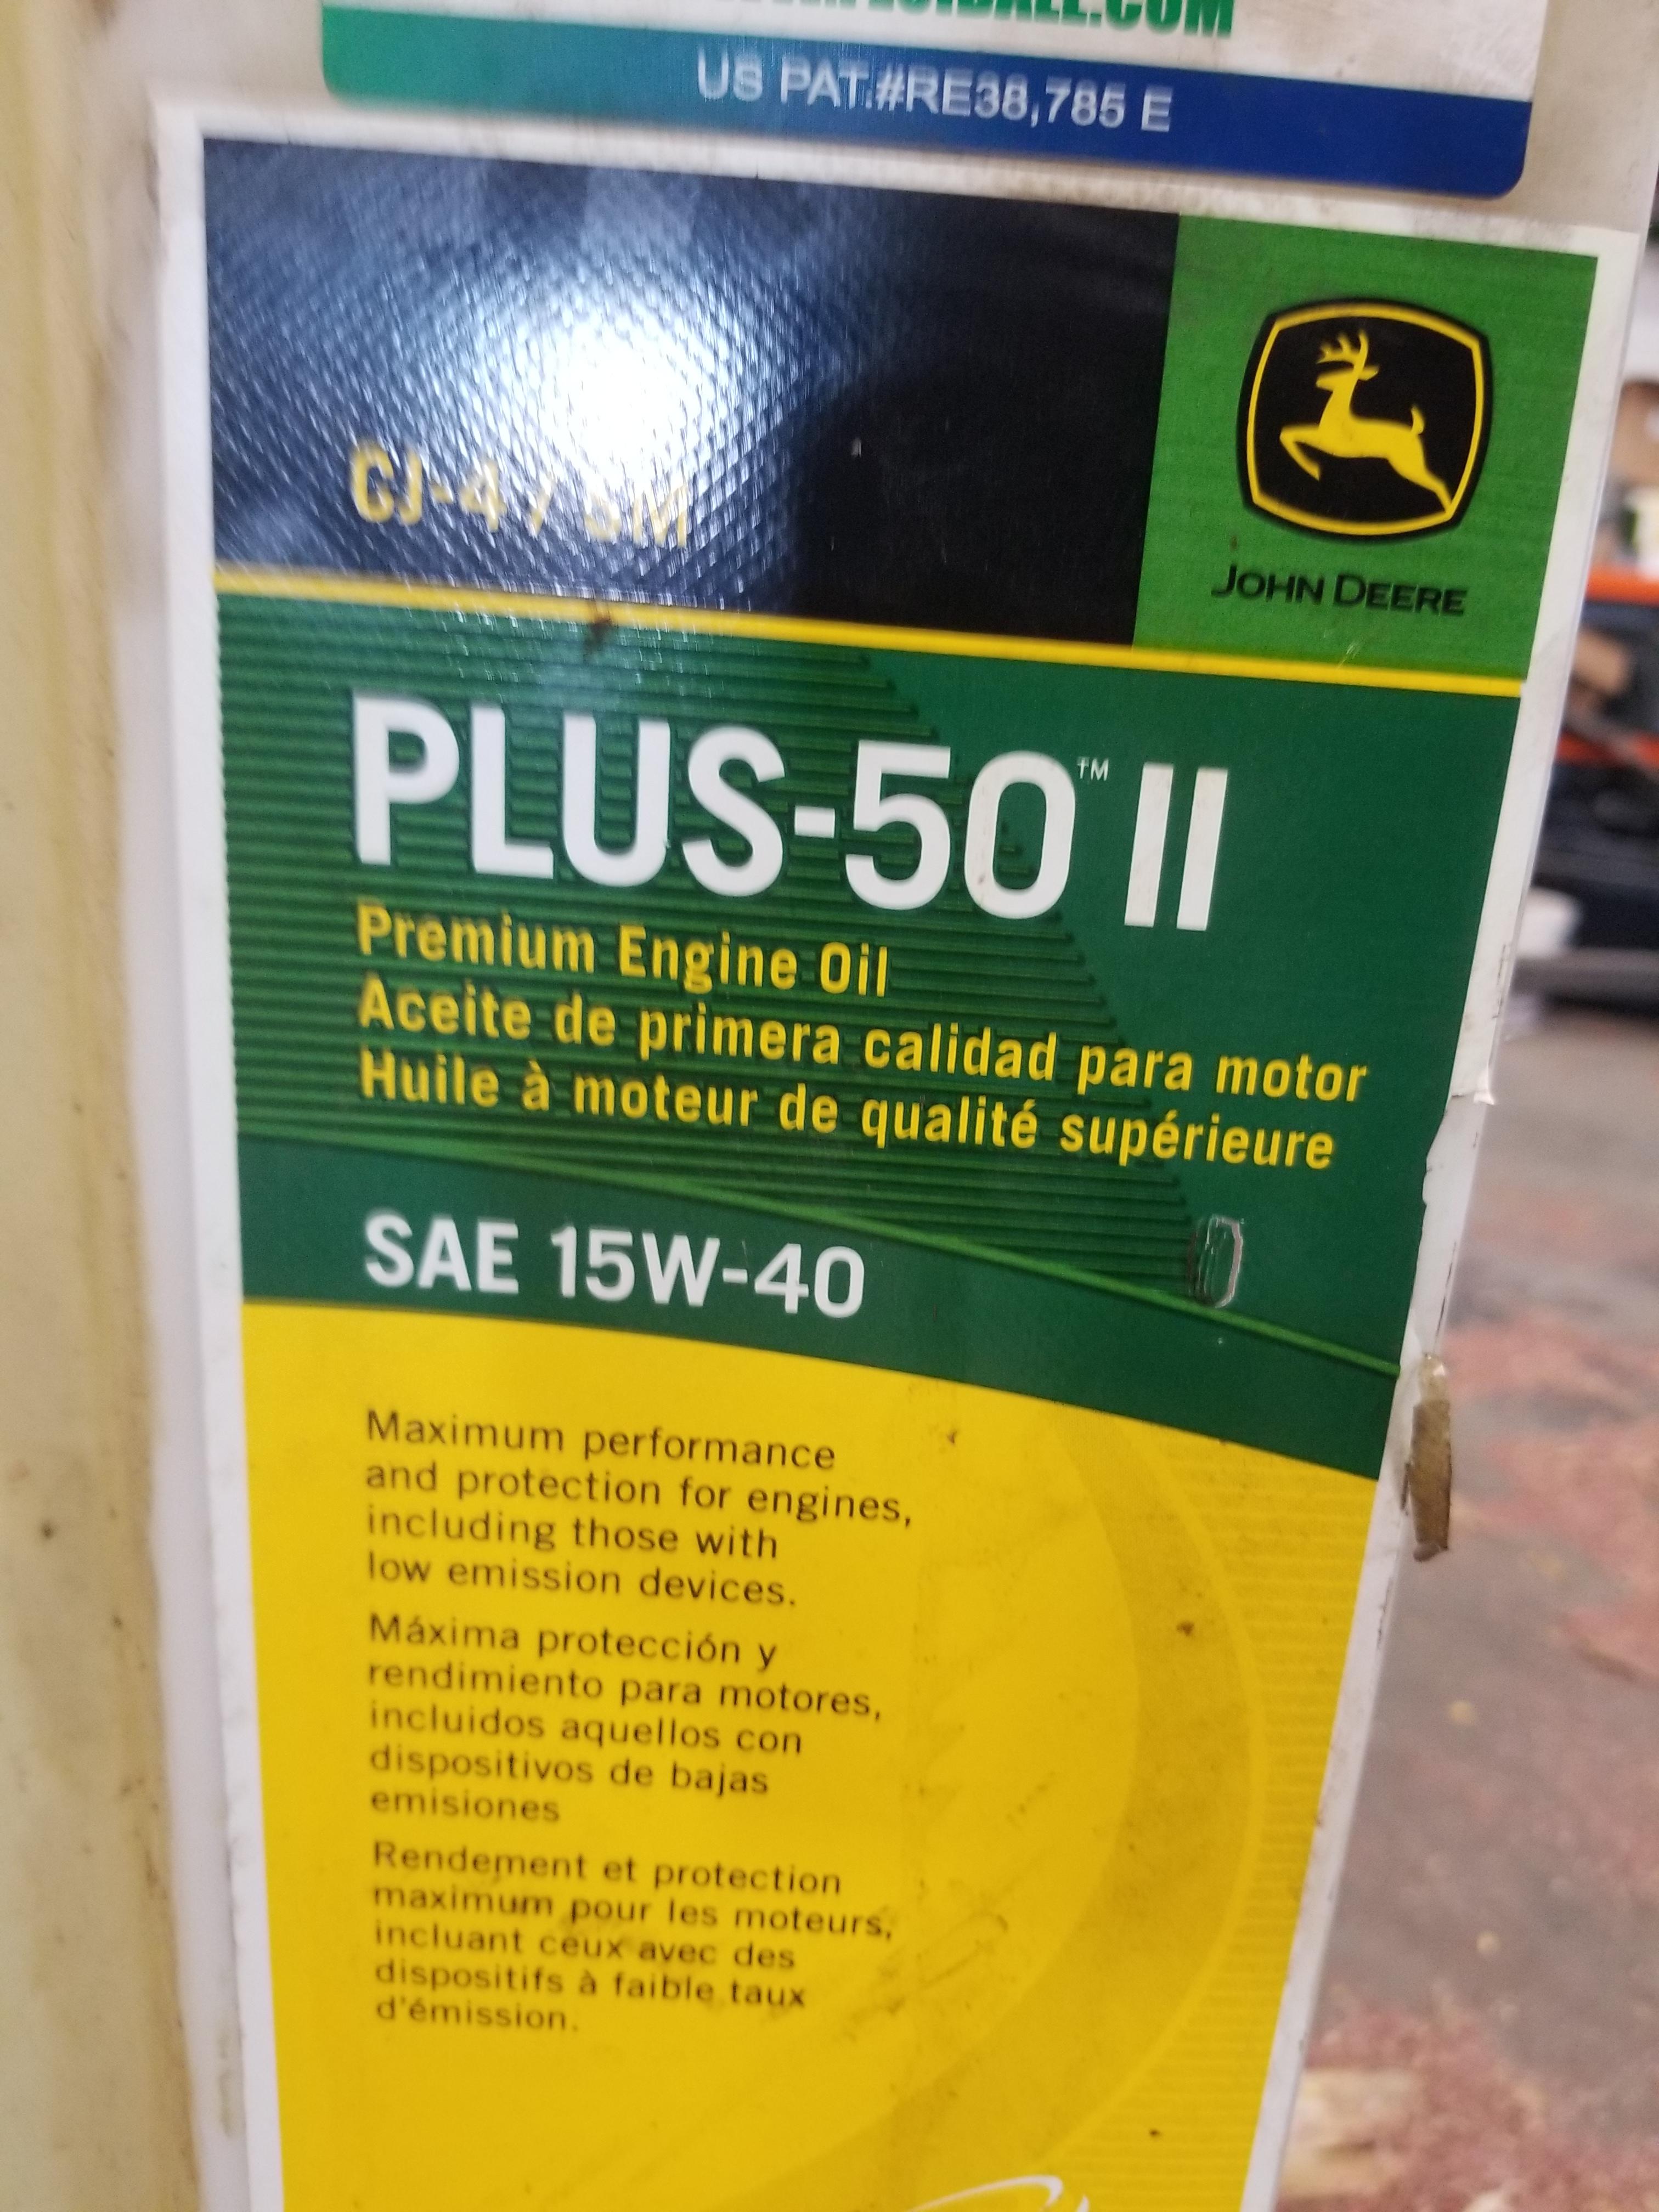 US PAT.#RE38,785 E
JOHN DEERE
CJ-4 / SM
PLUS-50™ II
Premium Engine Oil
Aceite de primera calidad para motor
Huile à moteur de qualité supérieure
SAE 15W-40
Maximum performance
and protection for engines,
including those with
low emission devices.
Máxima protección y
rendimiento para motores,
incluidos aquellos con
dispositivos de bajas
emisiones
Rendement et protection
maximum pour les moteurs,
incluant ceux avec des
dispositifs à faible taux
d'émission.